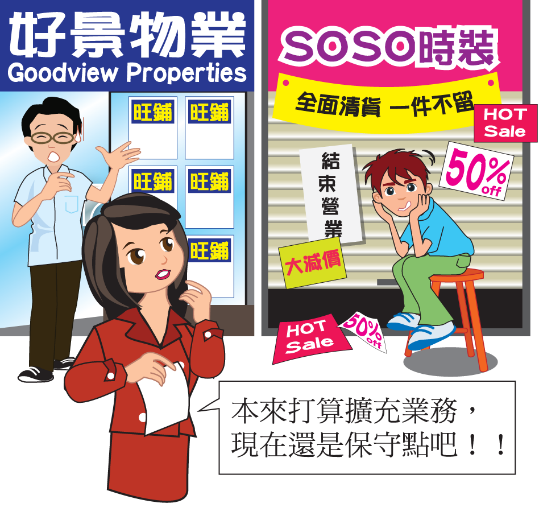 好景物業
Goodview Properties
旺鋪 旺鋪
旺鋪 旺鋪
旺鋪
SOSO時裝
全面清貨 一件不留
HOT
Sale
50%
off
結束營業
大減價
HOT
Sale
50%
off
本來打算擴充業務，
現在還是保守點吧！！